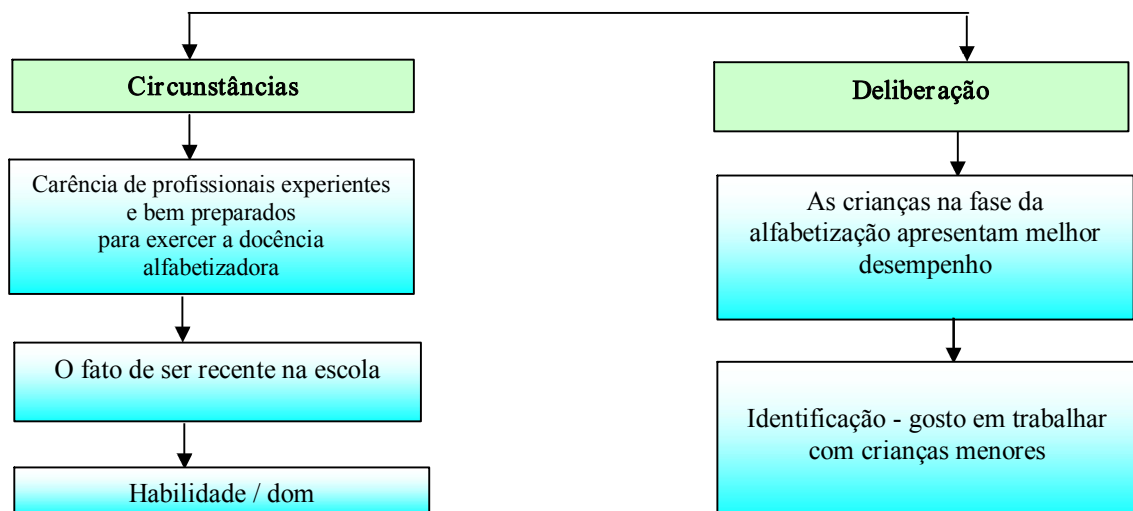 Circunstâncias
Carência de profissionais experientes
e bem preparados
para exercer a docência
alfabetizadora
O fato de ser recente na escola
Habilidade / dom
Deliberação
As crianças na fase da
alfabetização apresentam melhor
desempenho
Identificação - gosto em trabalhar
com crianças menores